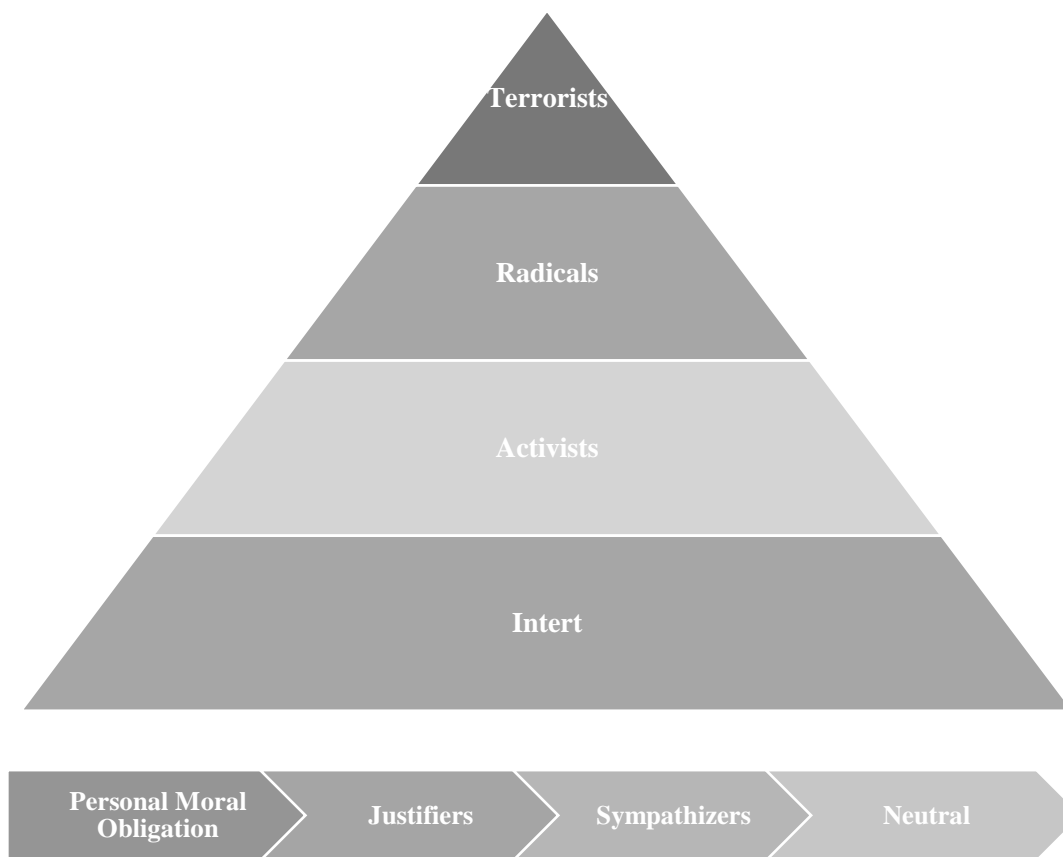 Terrorists
Radicals
Activists
Intert
Personal Moral
Obligation
Justifiers
Sympathizers
Neutral